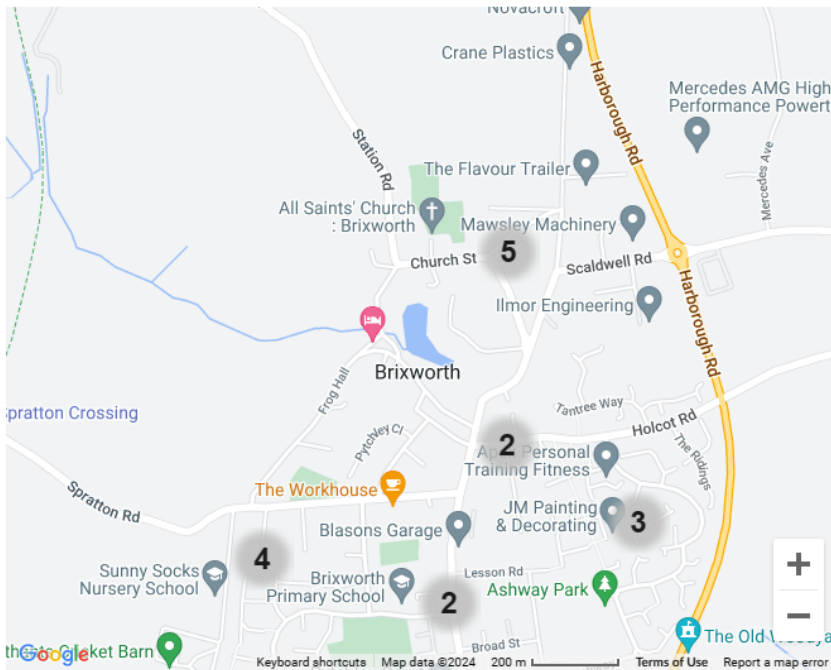 Novacroft
Crane Plastics
Harborough Rd
Mercedes AMG High
Performance Powert
Station Rd
The Flavour Trailer
Mercedes Ave
All Saints' Church
: Brixworth
Mawsley Machinery
5
Church St
Scaldwell Rd
Ilmor Engineering
Harborough Rd
Brixworth
Frog Hall
Tantree Way
Spratton Crossing
Pytchley Cl
Holcot Rd
The Ridings
2
Personal
Training Fitness
The Workhouse
Spratton Rd
JM Painting
& Decorating
3
Blasons Garage
4
Sunny Socks
Nursery School
Brixworth
Primary School
Lesson Rd
Ashway Park
2
+
−
Broad St
The Old
Cricket Barn
Google
Keyboard shortcuts
Map data ©2024
200 m
Terms of Use
Report a map error